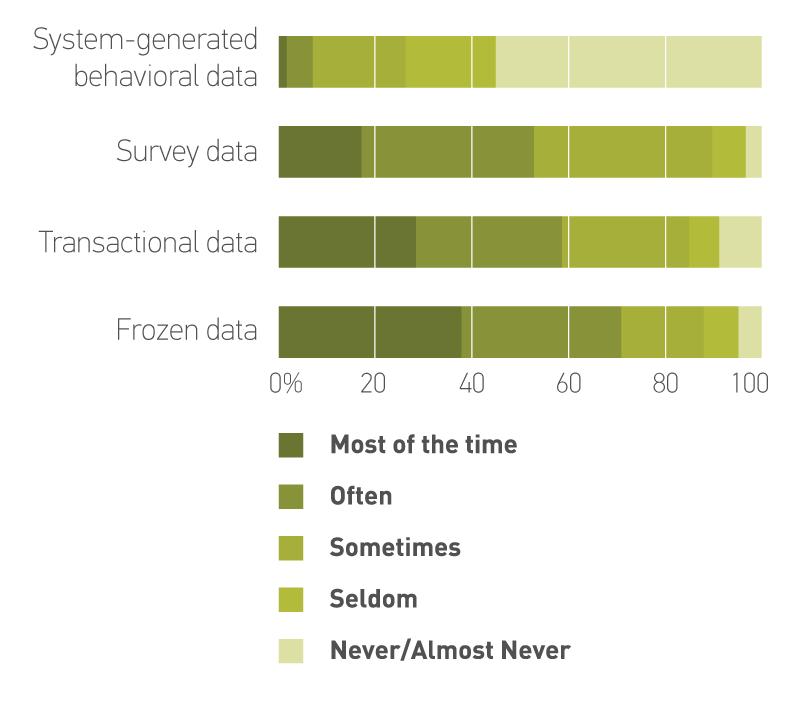 System-generated
behavioral data
Survey data
Transactional data
Frozen data
0% 20 40 60 80 100
Most of the time
Often
Sometimes
Seldom
Never/Almost Never